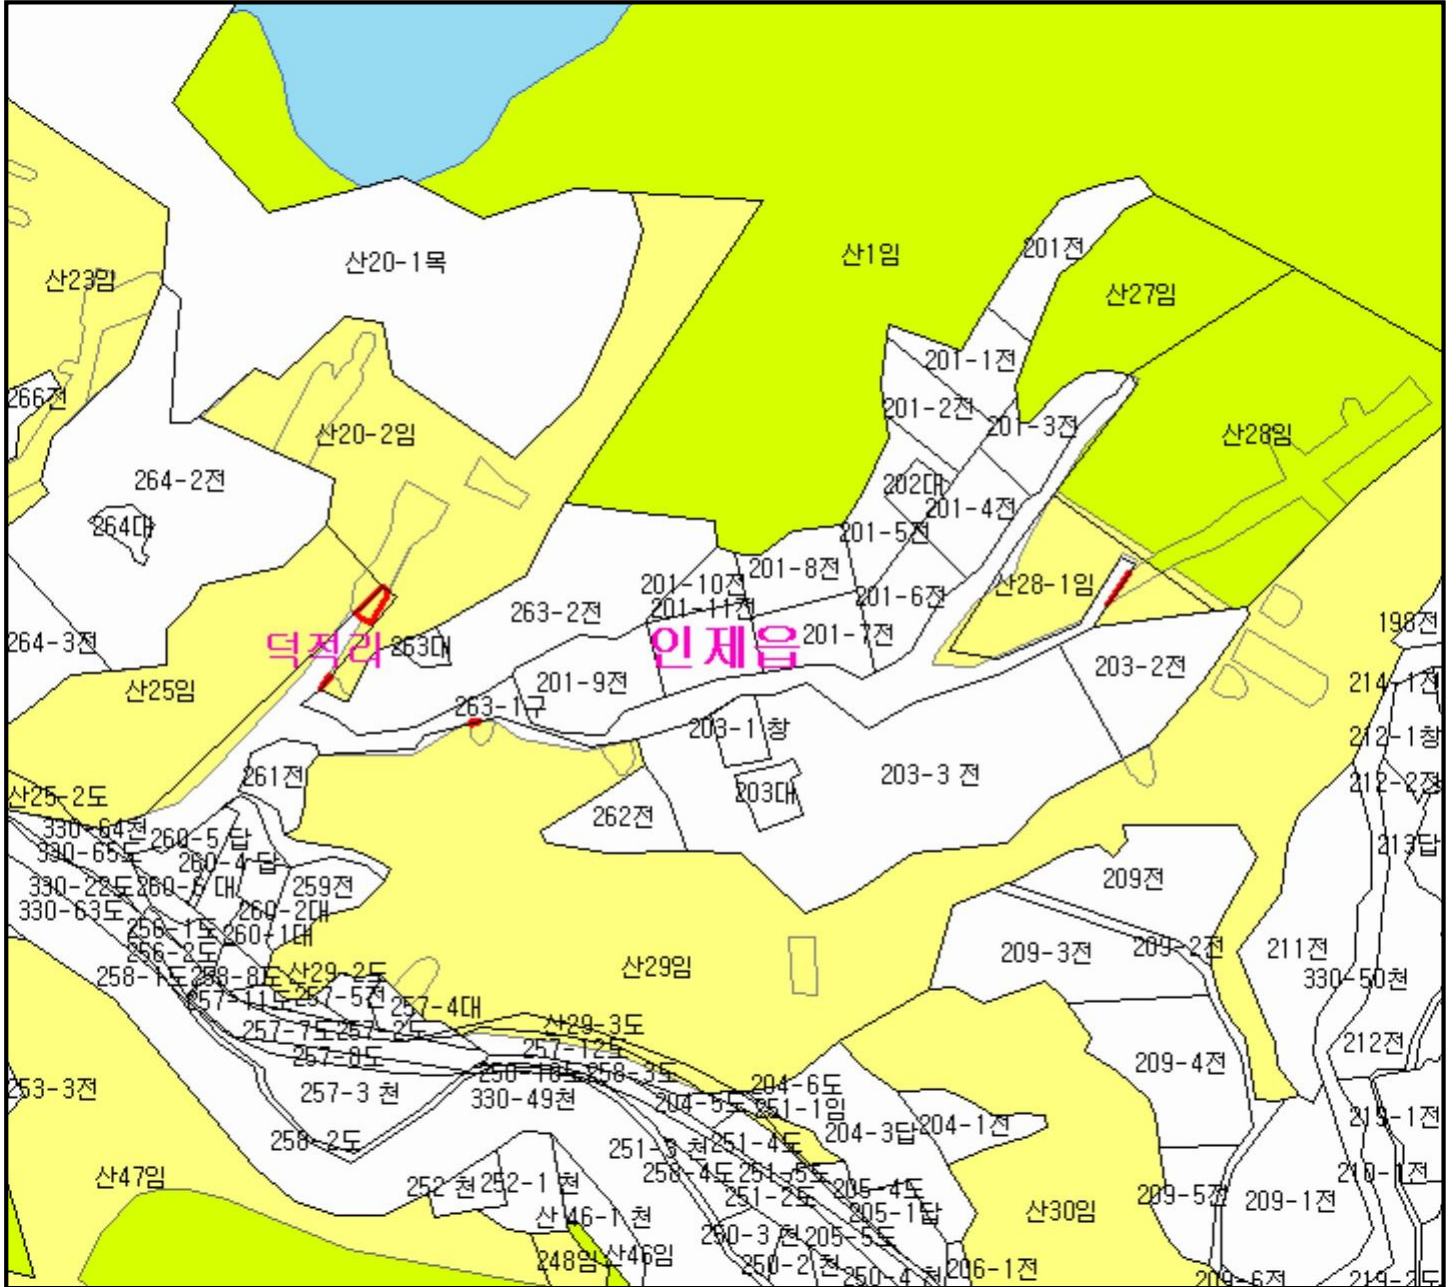 산1임
201전
산20-1목
산23임
산27임
201-1전
266전
201-2전
201-3전
산20-2임
산28임
264-2전
202대
201-4전
264대
201-5전
201-8전
201-10전
산28-1임
201-6전
201-11전
263-2전
198전
264-3전
덕적리
263대
인제읍
201-7전
203-2전
201-9전
214-1전
산25임
263-1구
203-1 창
212-1창
261전
203-3 전
212-2전
산25-2도
203대
262전
330-64천
260-5 답
213답
330-65도
260-4 답
209전
330-22도
260-6 대
259전
330-63도
260-2대
256-1도
260-1대
256-2도
209-3전
209-2전
211전
산29임
258-1도
258-8도
산29-2도
330-50천
257-11도
257-5전
257-4대
257-7도
257-2도
산29-3도
212전
257-8도
257-12도
209-4전
250-18도
258-3도
204-6도
253-3전
257-3 천
330-49천
204-5도
251-1임
219-1전
204-3답
204-1전
258-2도
251-3 천
251-4도
산47임
258-4도
251-5도
210-1전
252 천
252-1 천
251-2도
205-4도
209-5전
209-1전
산46-1 천
205-1답
산30임
250-3 천
205-5도
248임
산46임
250-2 천
250-4 천
206-1전
209-6전
210-2도